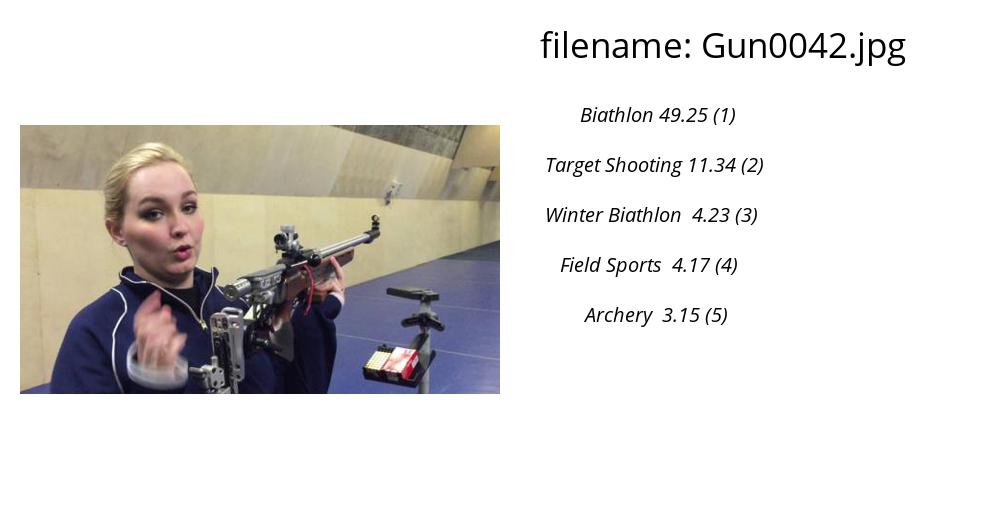 filename: Gun0042.jpg
Biathlon 49.25 (1)
Target Shooting 11.34 (2)
Winter Biathlon 4.23 (3)
Field Sports 4.17 (4)
Archery 3.15 (5)